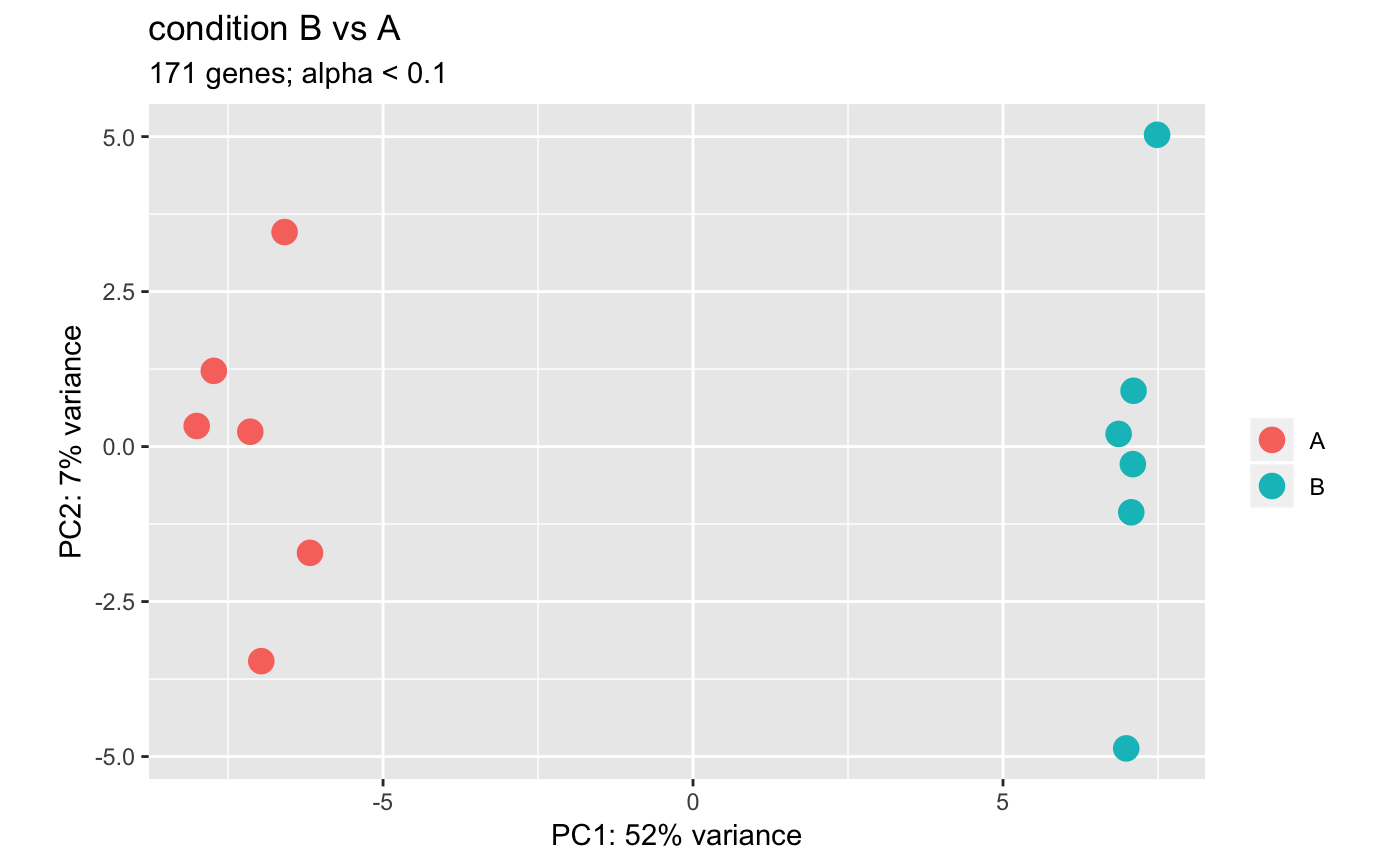 condition B vs A
171 genes; alpha < 0.1
5.0
2.5
0.0
-2.5
-5.0
PC2: 7% variance
-5
0
5
PC1: 52% variance
A
B